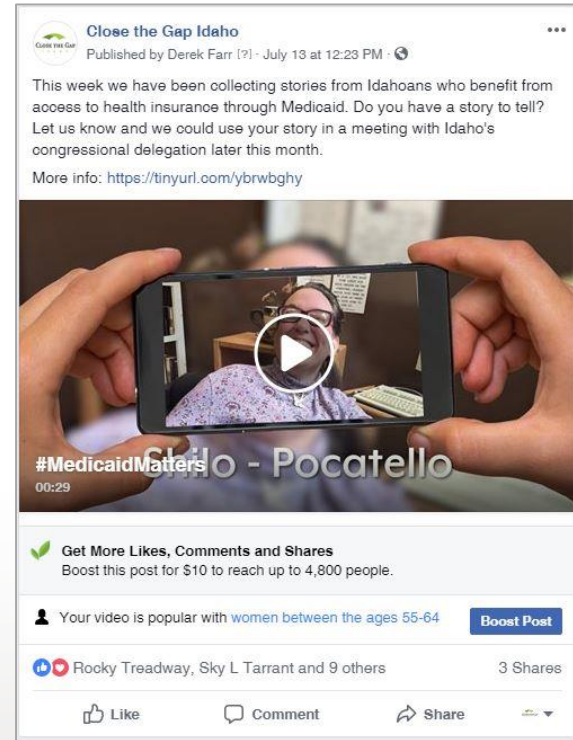 Close the Gap Idaho
Published by Derek Farr [?] · July 13 at 12:23 PM ·
This week we have been collecting stories from Idahoans who benefit from
access to health insurance through Medicaid. Do you have a story to tell?
Let us know and we could use your story in a meeting with Idaho's
congressional delegation later this month.
More info: https://tinyurl.com/ybrwbghy
#MedicaidMatters
Shilo - Pocatello
00:29
Get More Likes, Comments and Shares
Boost this post for $10 to reach up to 4,800 people.
Your video is popular with women between the ages 55-64
Boost Post
Rocky Treadway, Sky L Tarrant and 9 others
3 Shares
Like
Comment
Share